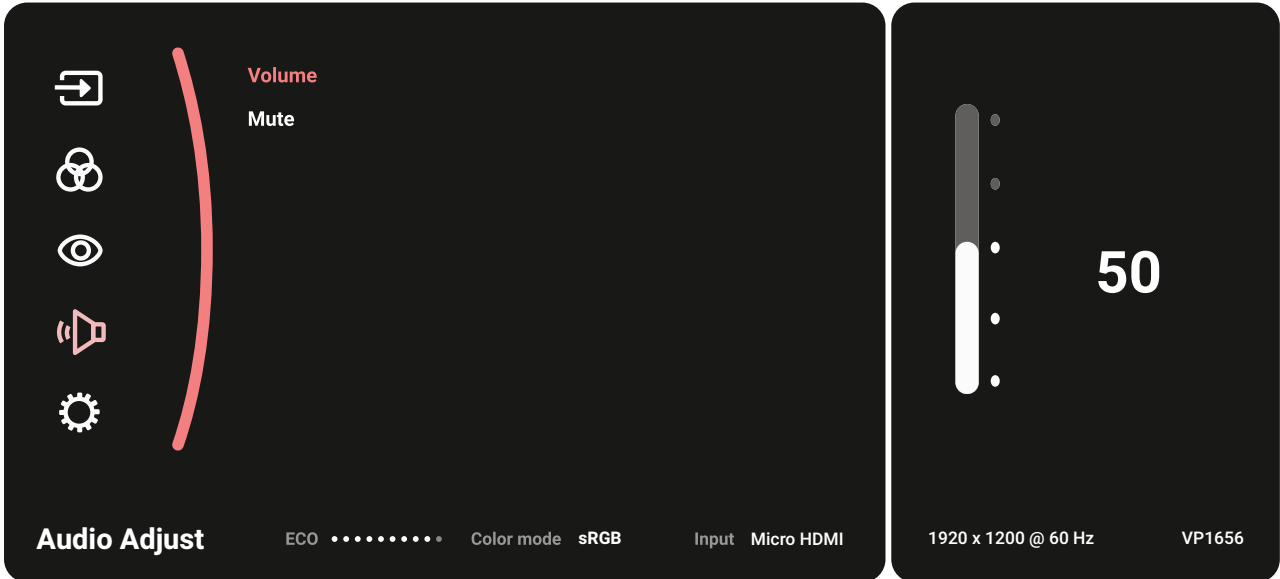 Volume
Mute
50
Audio Adjust
ECO
Color mode sRGB
Input Micro HDMI
1920 x 1200 @ 60 Hz
VP1656